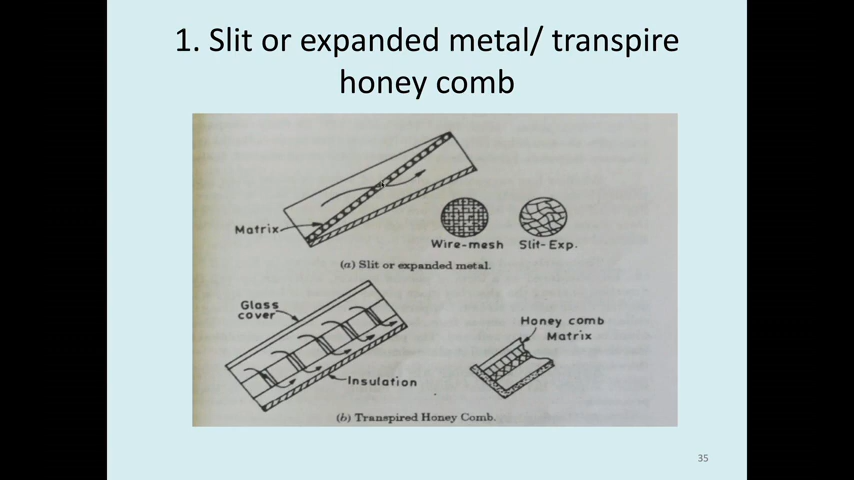 1. Slit or expanded metal/ transpire
honey comb
Matrix
Wire-mesh
Slit-Exp.
(a) Slit or expanded metal.
Glass
cover
Honey comb
Matrix
Insulation
(b) Transpired Honey Comb.
35